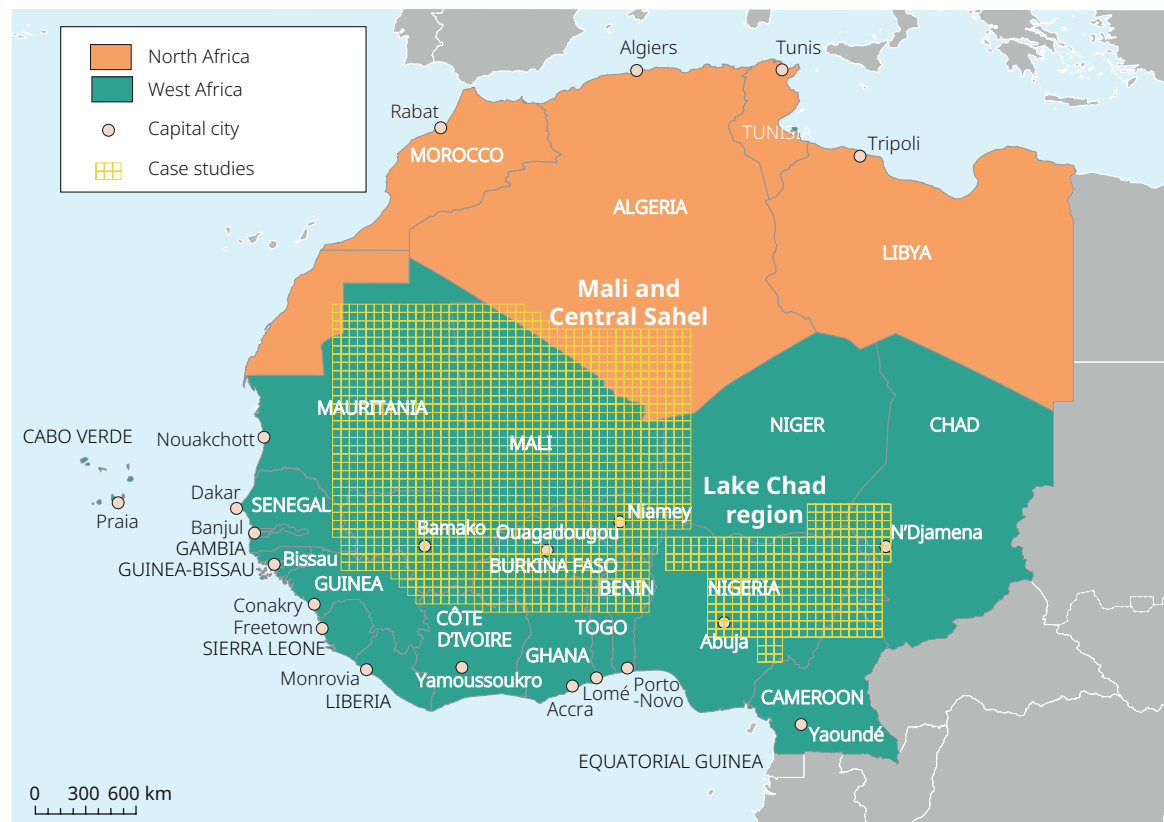 North Africa
West Africa
Capital city
Case studies
Algiers
Tunis
Rabat
TUNISIA
Tripoli
MOROCCO
ALGERIA
LIBYA
Mali and
Central Sahel
MAURITANIA
NIGER
CHAD
CABO VERDE
Nouakchott
MALI
Lake Chad
region
Dakar
SENEGAL
Praia
Niamey
Banjul
Bamako
Ouagadougou
N'Djamena
GAMBIA
Bissau
GUINEA-BISSAU
BURKINA FASO
GUINEA
BENIN
NIGERIA
Conakry
CÔTE
D'IVOIRE
Freetown
TOGO
SIERRA LEONE
Abuja
GHANA
Monrovia
Yamoussoukro
Lomé
Porto
-Novo
LIBERIA
Accra
CAMEROON
Yaoundé
EQUATORIAL GUINEA
0 300 600 km